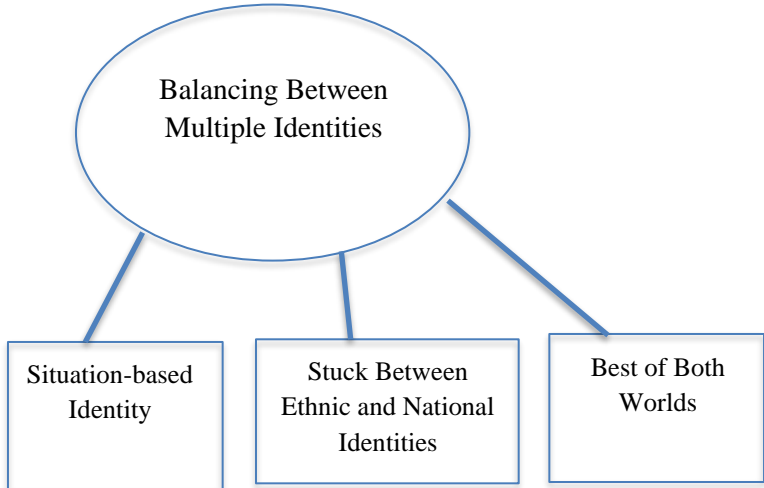 Balancing Between
Multiple Identities
Situation-based
Identity
Stuck Between
Ethnic and National
Identities
Best of Both
Worlds